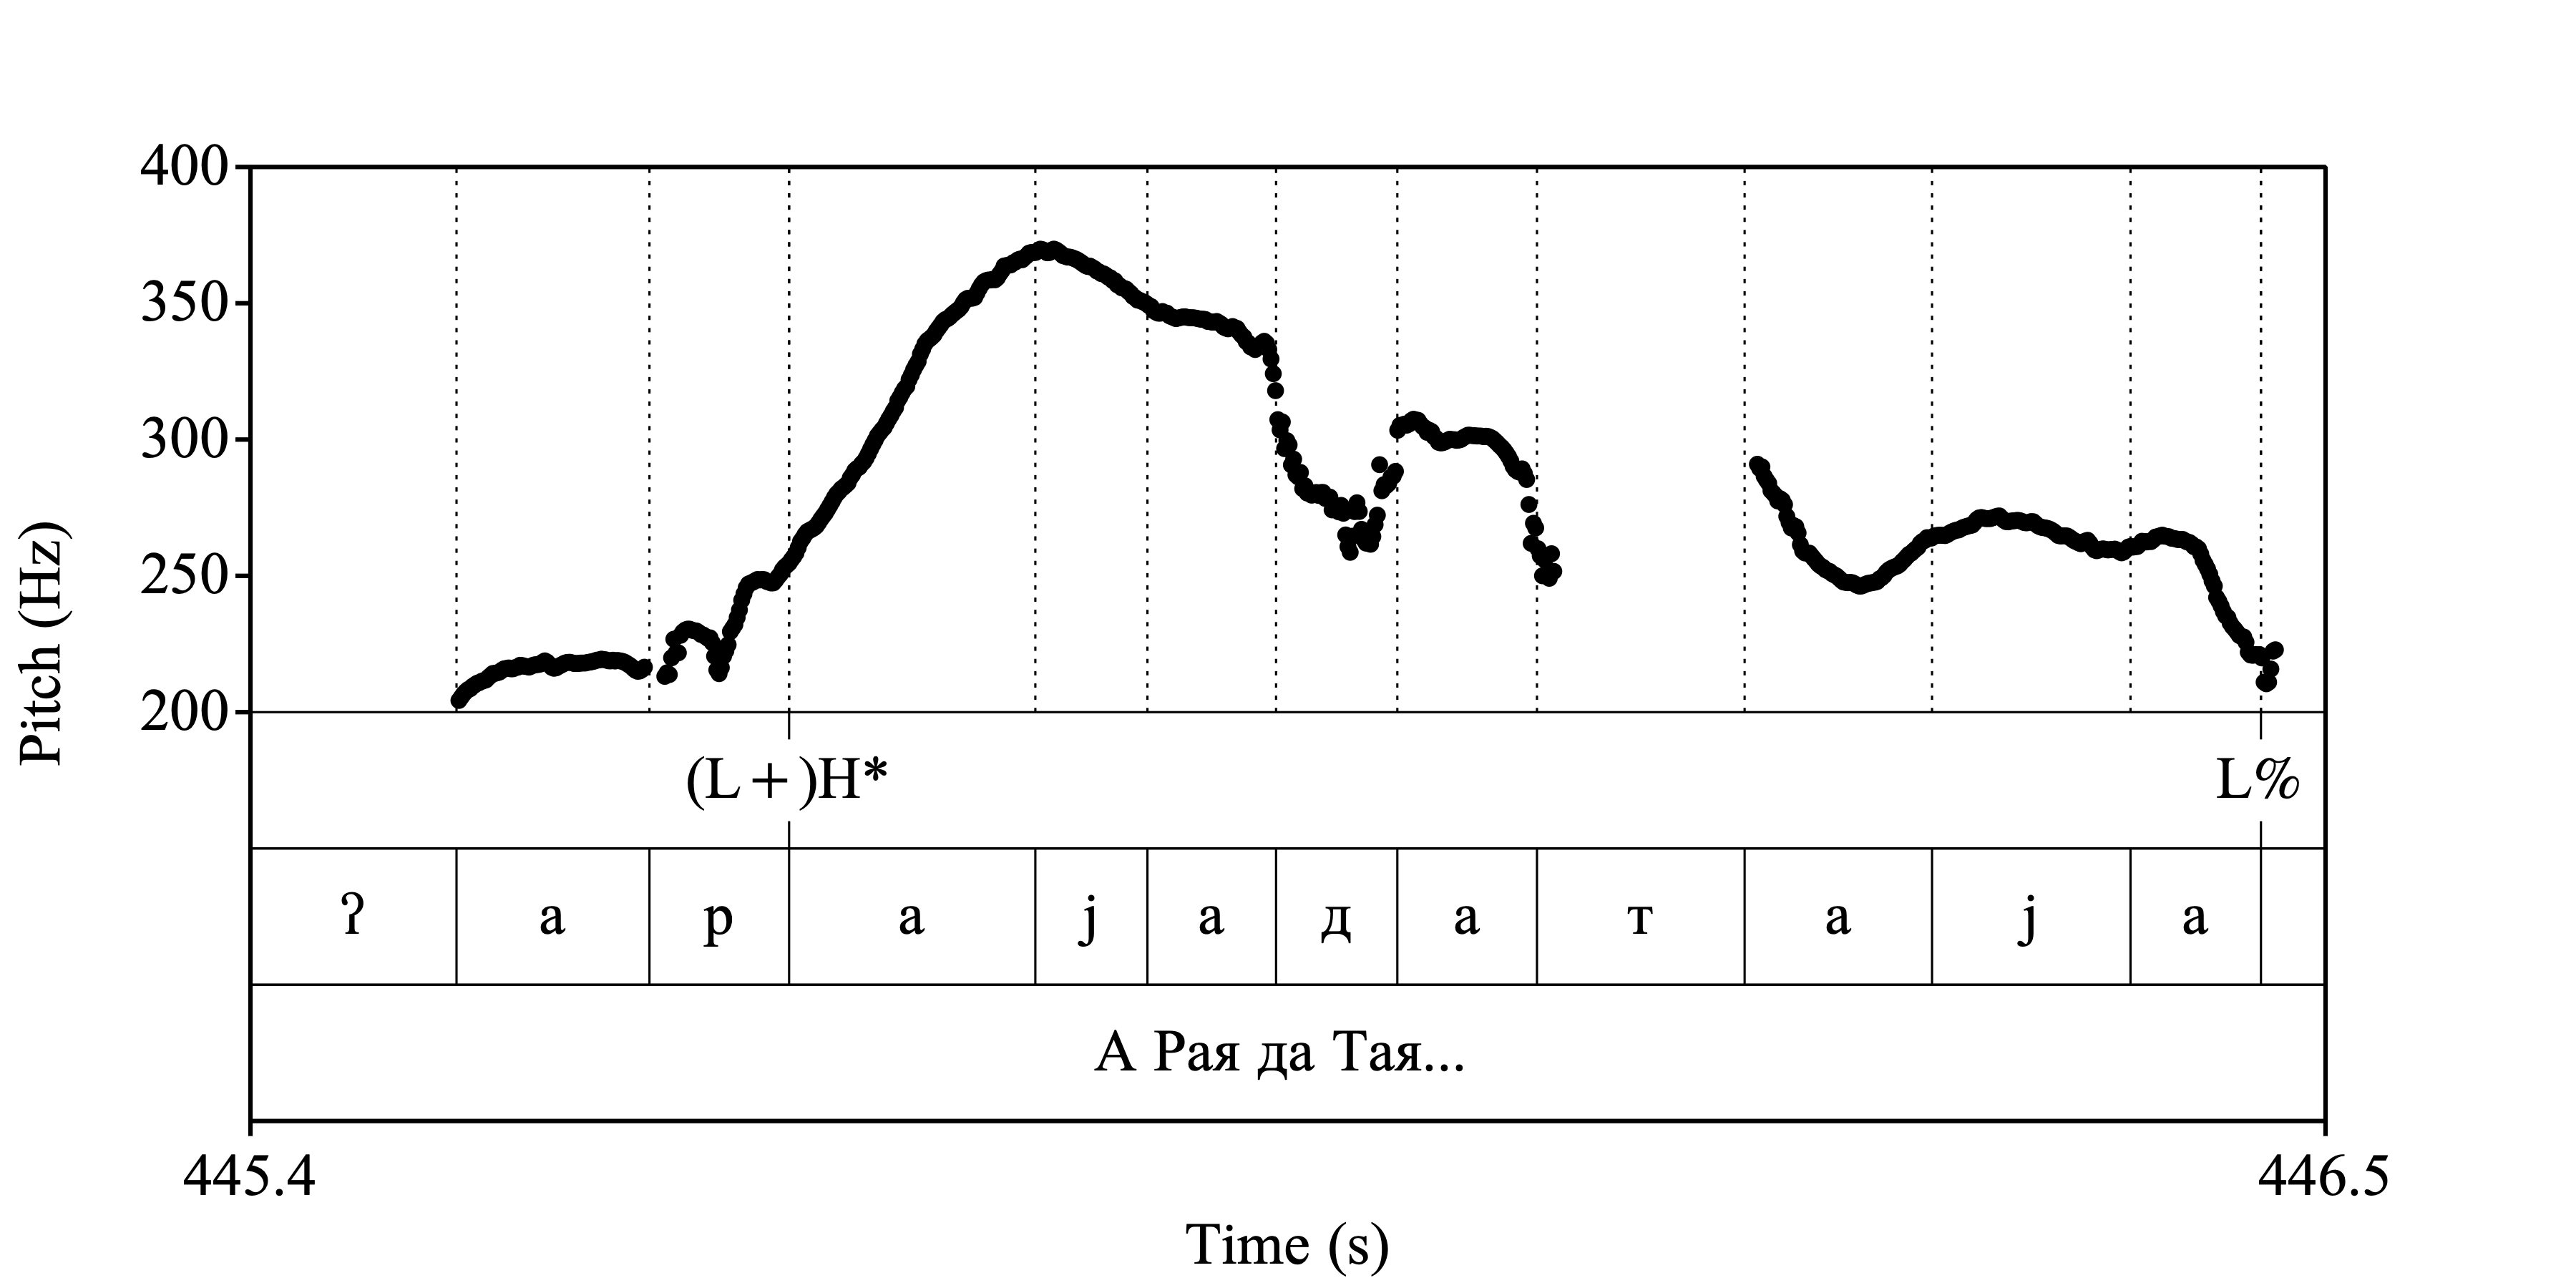 400
350
300
250
200
Pitch (Hz)
(L+)H* L%
ʔ а р а ј а д а т а ј а
А Рая да Тая...
445.4 446.5
Time (s)